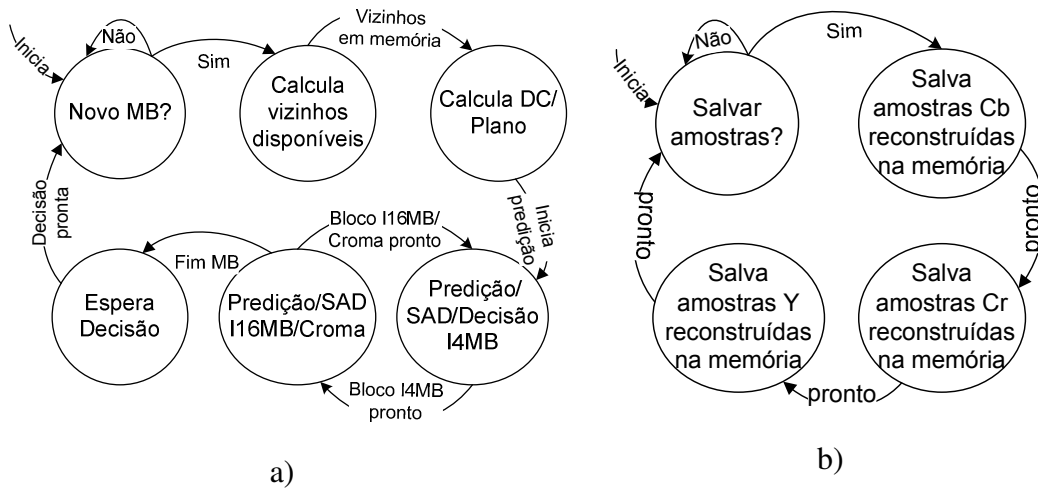 Inicia
Não
Novo MB?
Sim
Calcula
vizinhos
disponíveis
Vizinhos
em memória
Calcula DC/
Plano
Inicia
predição
Predição/
SAD/Decisão
I4MB
Bloco I4MB
pronto
Bloco I16MB/
Croma pronto
Predição/SAD
I16MB/Croma
Fim MB
Espera
Decisão
Decisão
pronta
a)
Inicia
Não
Salvar
amostras?
Sim
Salva
amostras Cb
reconstruídas
na memória
pronto
Salva
amostras Cr
reconstruídas
na memória
pronto
Salva
amostras Y
reconstruídas
na memória
pronto
b)